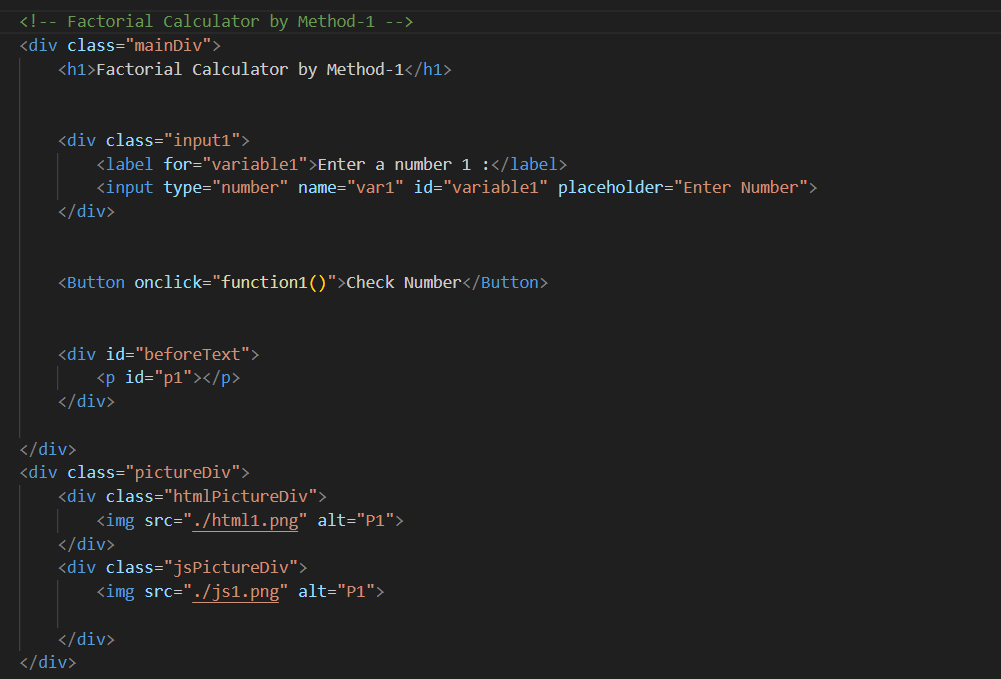 <!-- Factorial Calculator by Method-1 -->
<div class="mainDiv">
<h1>Factorial Calculator by Method-1</h1>
<div class="input1">
<label for="variable1">Enter a number 1 :</label>
<input type="number" name="var1" id="variable1" placeholder="Enter Number">
</div>
<Button onclick="function1()">Check Number</Button>
<div id="beforeText">
<p id="p1"></p>
</div>
</div>
<div class="pictureDiv">
<div class="htmlPictureDiv">
<img src="./html1.png" alt="P1">
</div>
<div class="jsPictureDiv">
<img src="./js1.png" alt="P1">
</div>
</div>